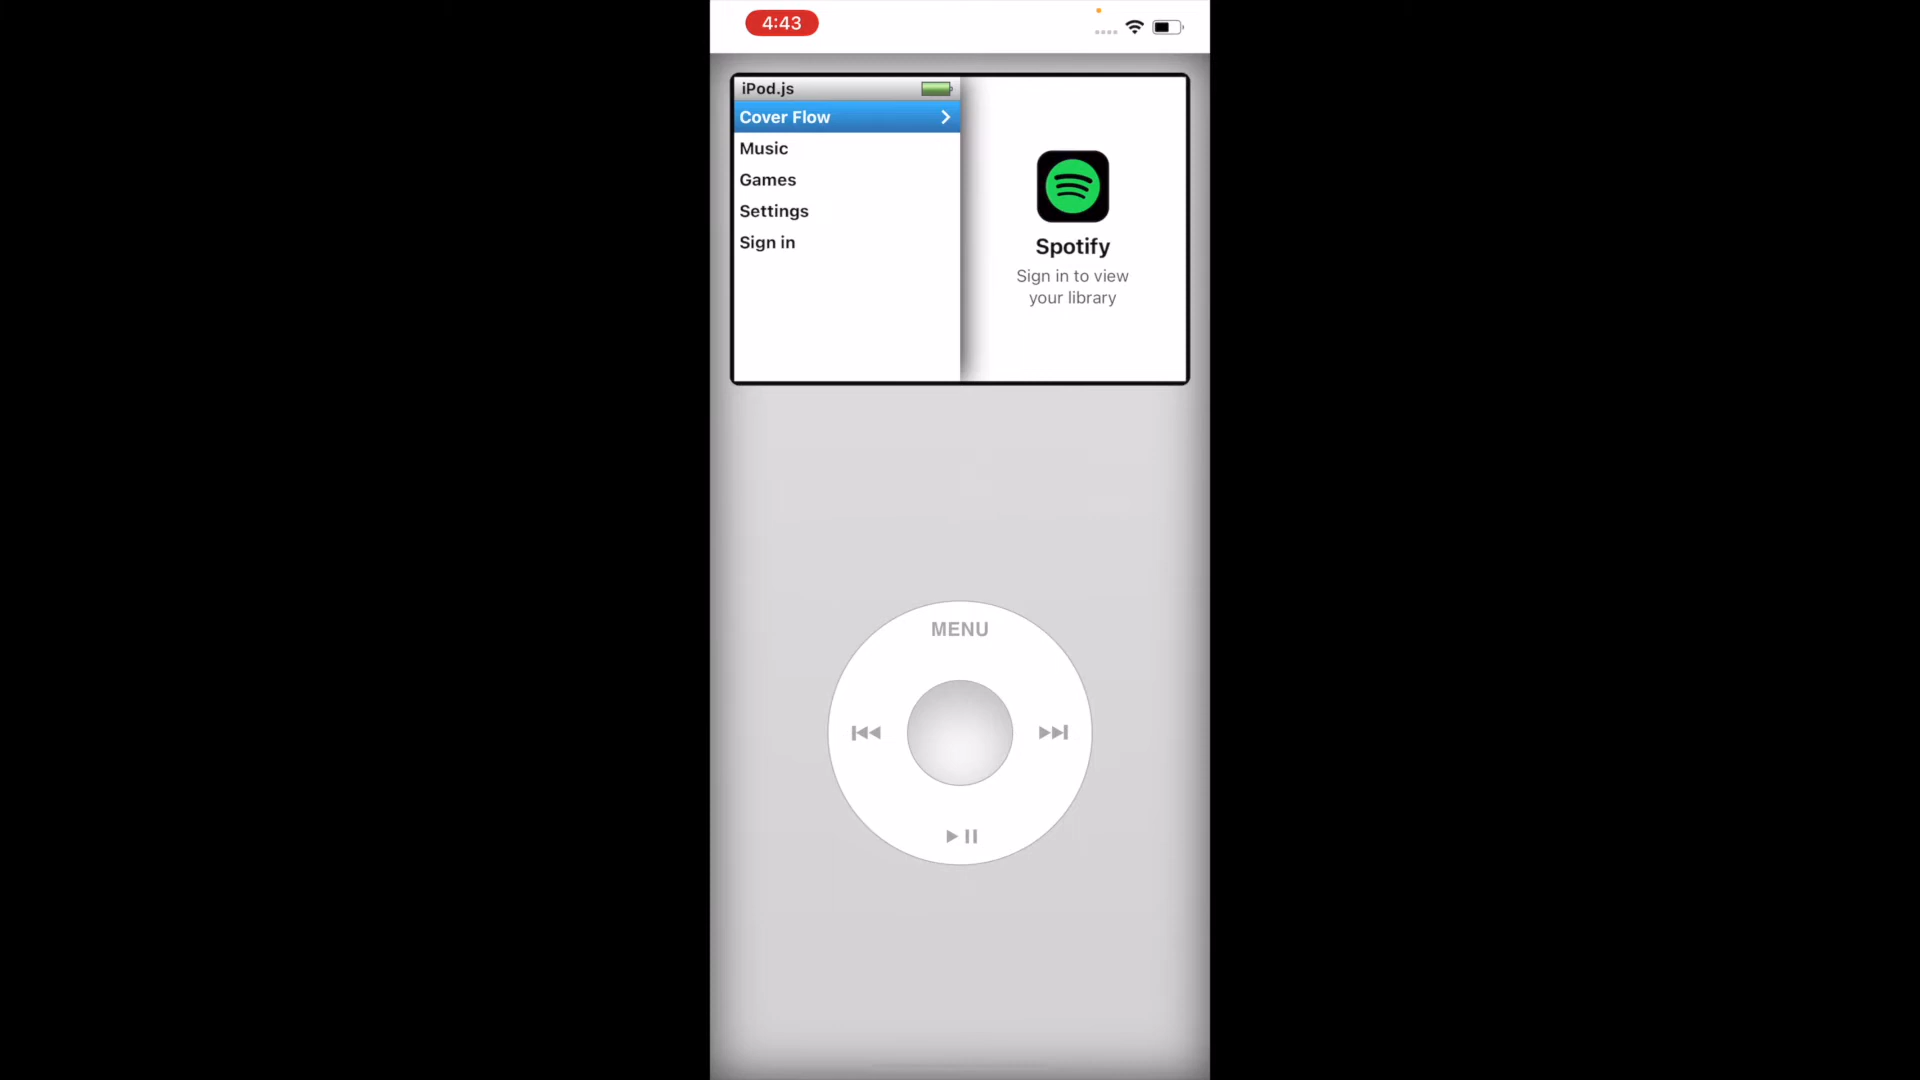 4:43
iPod.js
Cover Flow
Music
Games
Settings
Sign in
Spotify
Sign in to view
your library
MENU